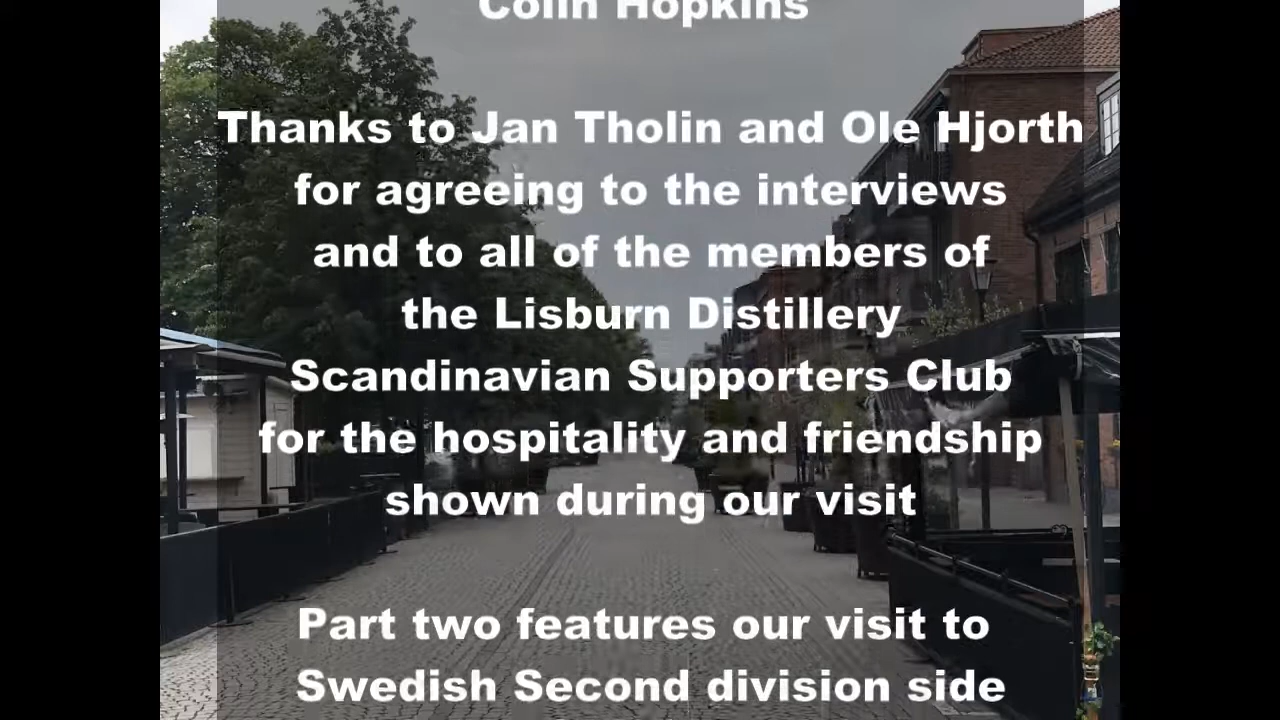 Colin Hopkins
Thanks to Jan Tholin and Ole Hjorth
for agreeing to the interviews
and to all of the members of
the Lisburn Distillery
Scandinavian Supporters Club
for the hospitality and friendship
shown during our visit
Part two features our visit to
Swedish Second division side